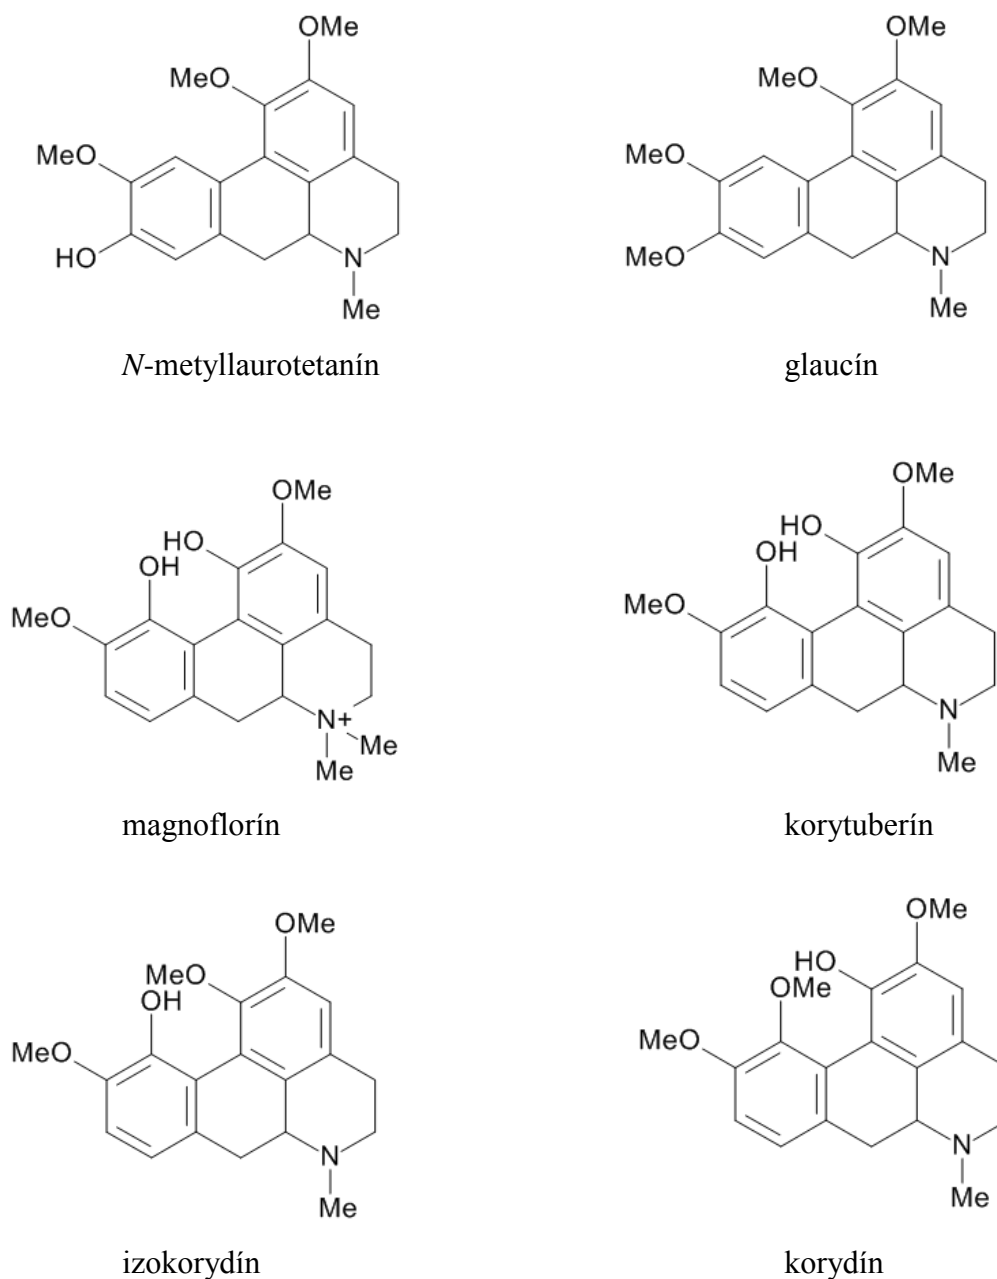 OMe OMe
MeO MeO
MeO MeO
HO N MeO N
Me Me
N-metyllaurotetanín glaucín
OMe OMe
HO HO
OH OH
MeO MeO
N+ N
Me Me
Me
magnoflorín korytuberín
OMe OMe
MeO HO
OH OMe
MeO MeO
N N
Me Me
izokorydín korydín